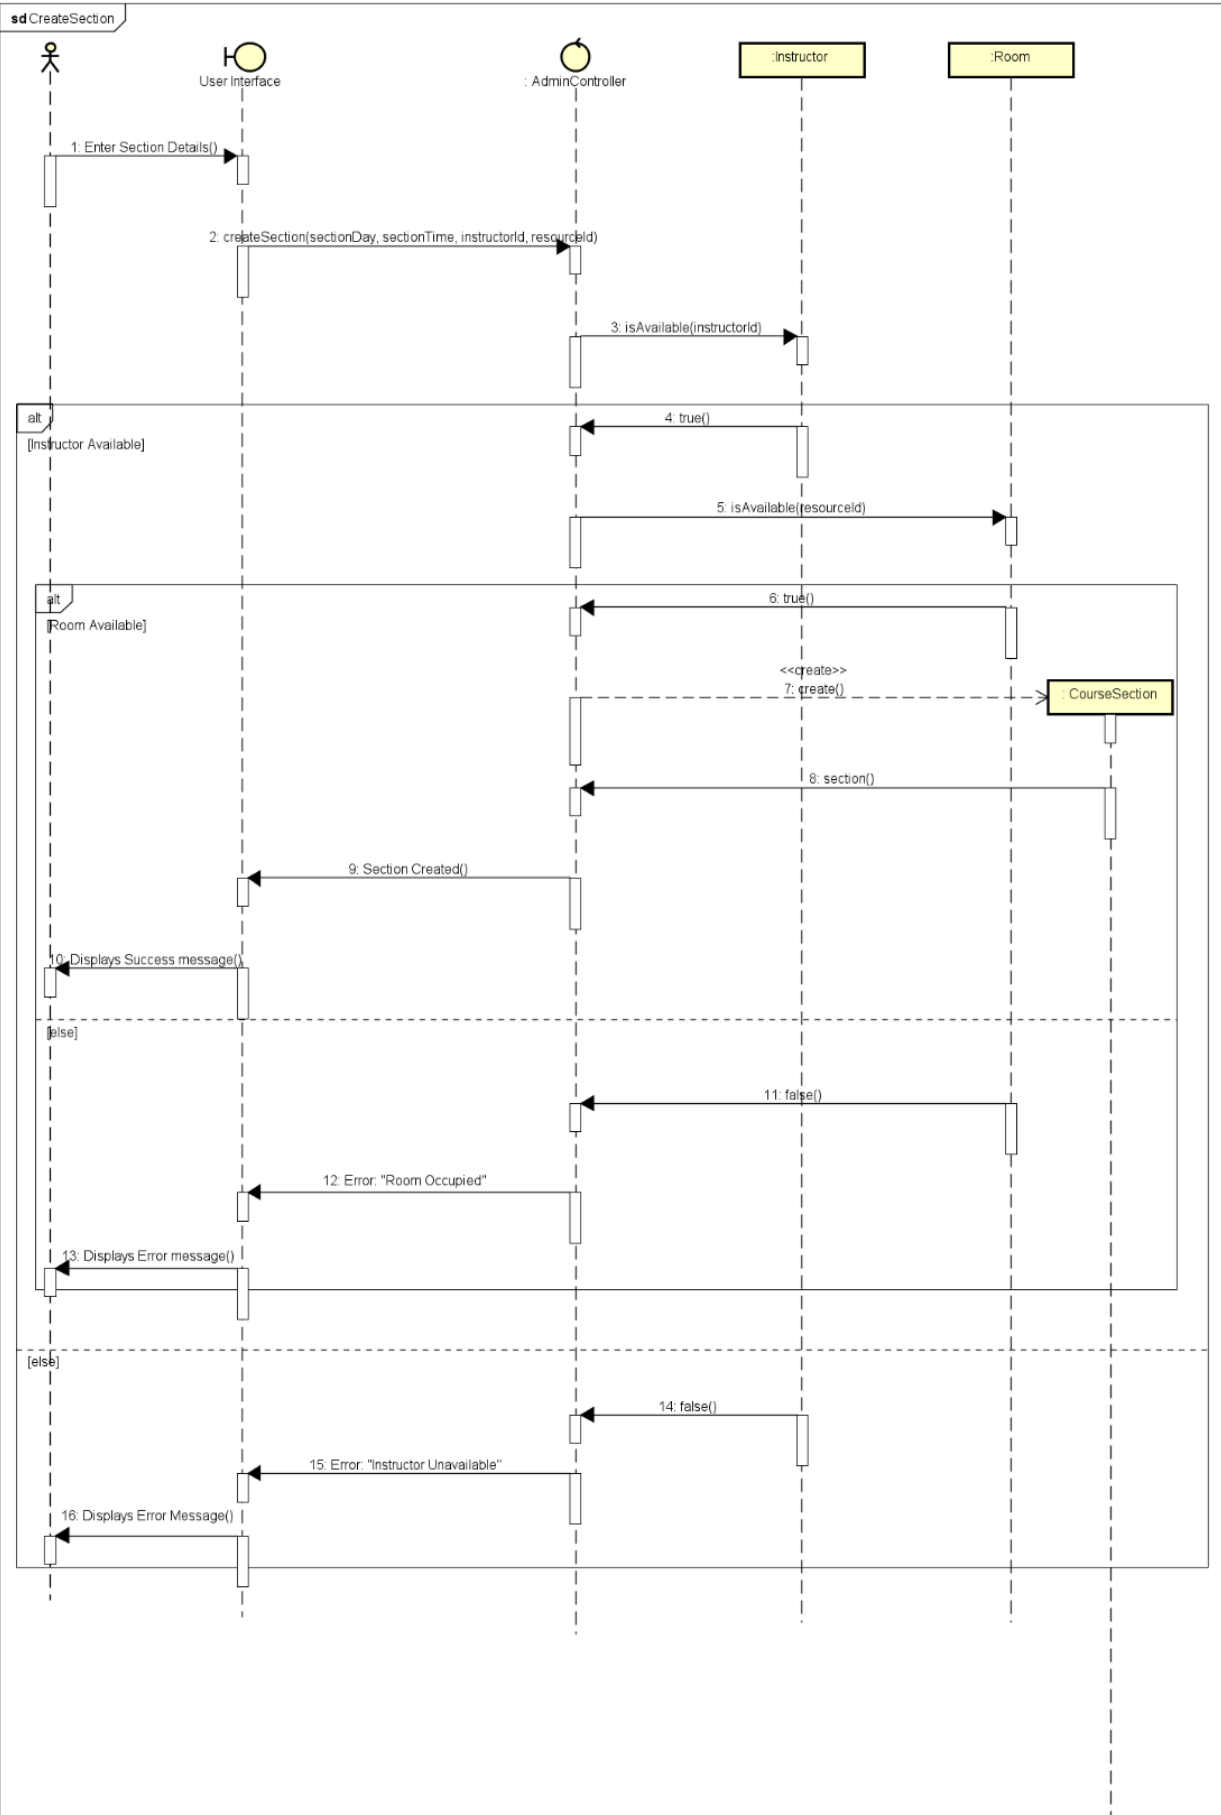 sd CreateSection
User Interface
: AdminController
:Instructor
:Room
1: Enter Section Details()
2: createSection(sectionDay, sectionTime, instructorId, resourceId)
3: isAvailable(instructorId)
alt
4: true()
[Instructor Available]
5: isAvailable(resourceId)
alt
6: true()
[Room Available]
<<create>>
7: create()
: CourseSection
8: section()
9: Section Created()
10: Displays Success message()
[else]
11: false()
12: Error: "Room Occupied"
13: Displays Error message()
[else]
14: false()
15: Error: "Instructor Unavailable"
16: Displays Error Message()